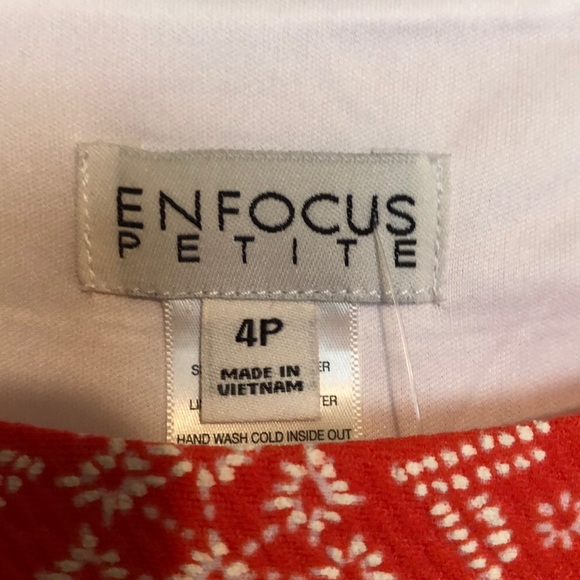 ENFOCUS
PETITE
4P
MADE IN
VIETNAM
HAND WASH COLD INSIDE OUT